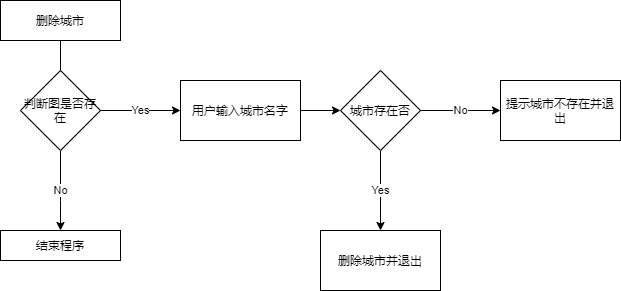 删除城市
判断图是否存
在
Yes
用户输入城市名字
城市存在否
No
提示城市不存在并退
出
No
Yes
结束程序
删除城市并退出